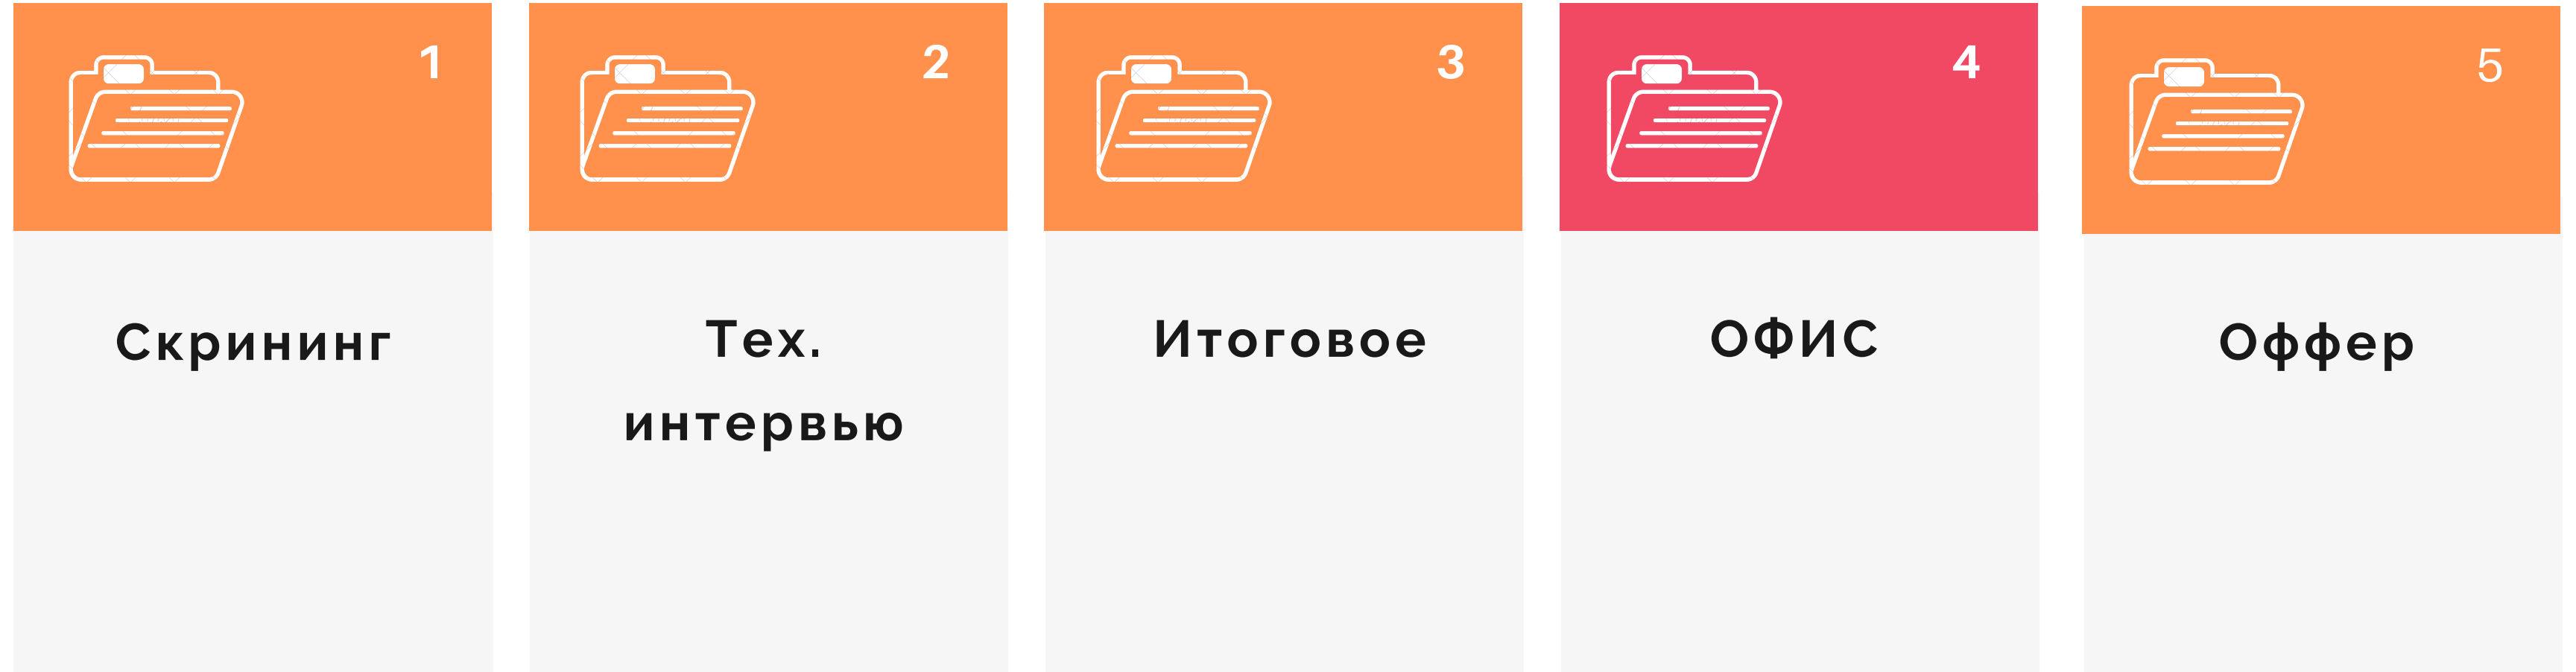 1
Скрининг
2
Тех.
интервью
3
Итоговое
4
ОФИС
5
Оффер